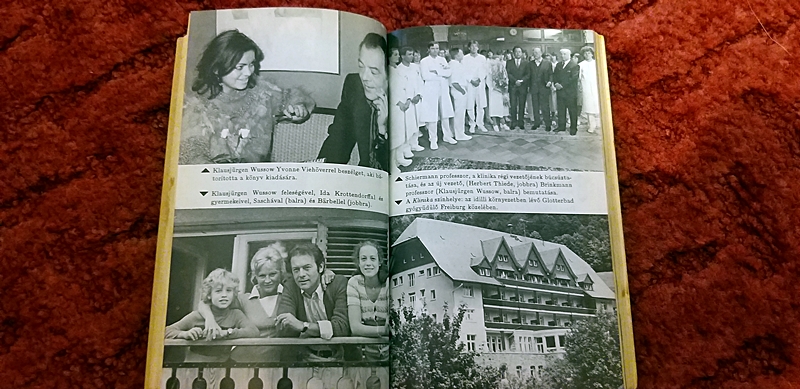 ▲ Klausjürgen Wussow Yvonne Viehöverrel beszélget, aki bá-
torította a könyv kiadására.
▼ Klausjürgen Wussow feleségével, Ida Krottendorffal és
gyermekeivel, Saschával (balra) és Bärbellel (jobbra).
▲ Schiermann professzor, a klinika régi vezetőjének búcsúzta-
tása, és az új vezető, (Herbert Thiede, jobbra) Brinkmann
professzor (Klausjürgen Wussow, balra) bemutatása.
▼ A Klinika színhelye: az idilli környezetben lévő Glotterbad
gyógyüdülő Freiburg közelében.